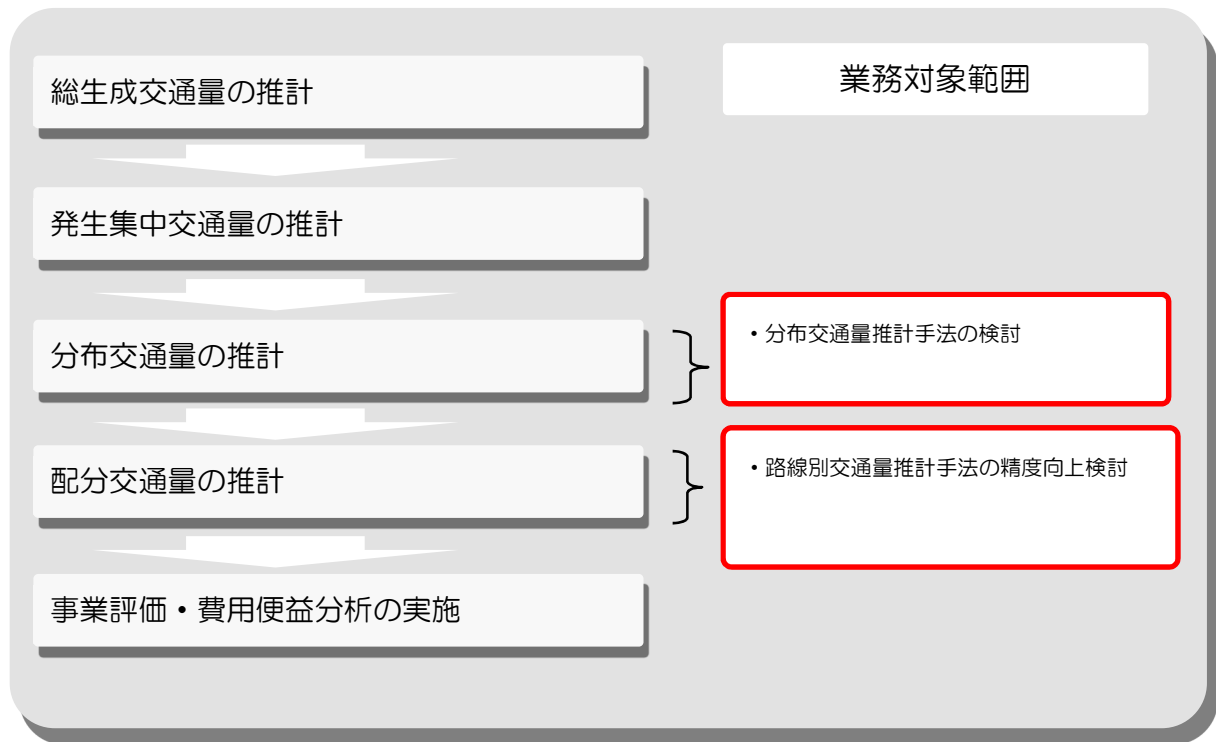 総生成交通量の推計
業務対象範囲
発生集中交通量の推計
分布交通量の推計
・分布交通量推計手法の検討
配分交通量の推計
・路線別交通量推計手法の精度向上検討
事業評価・費用便益分析の実施